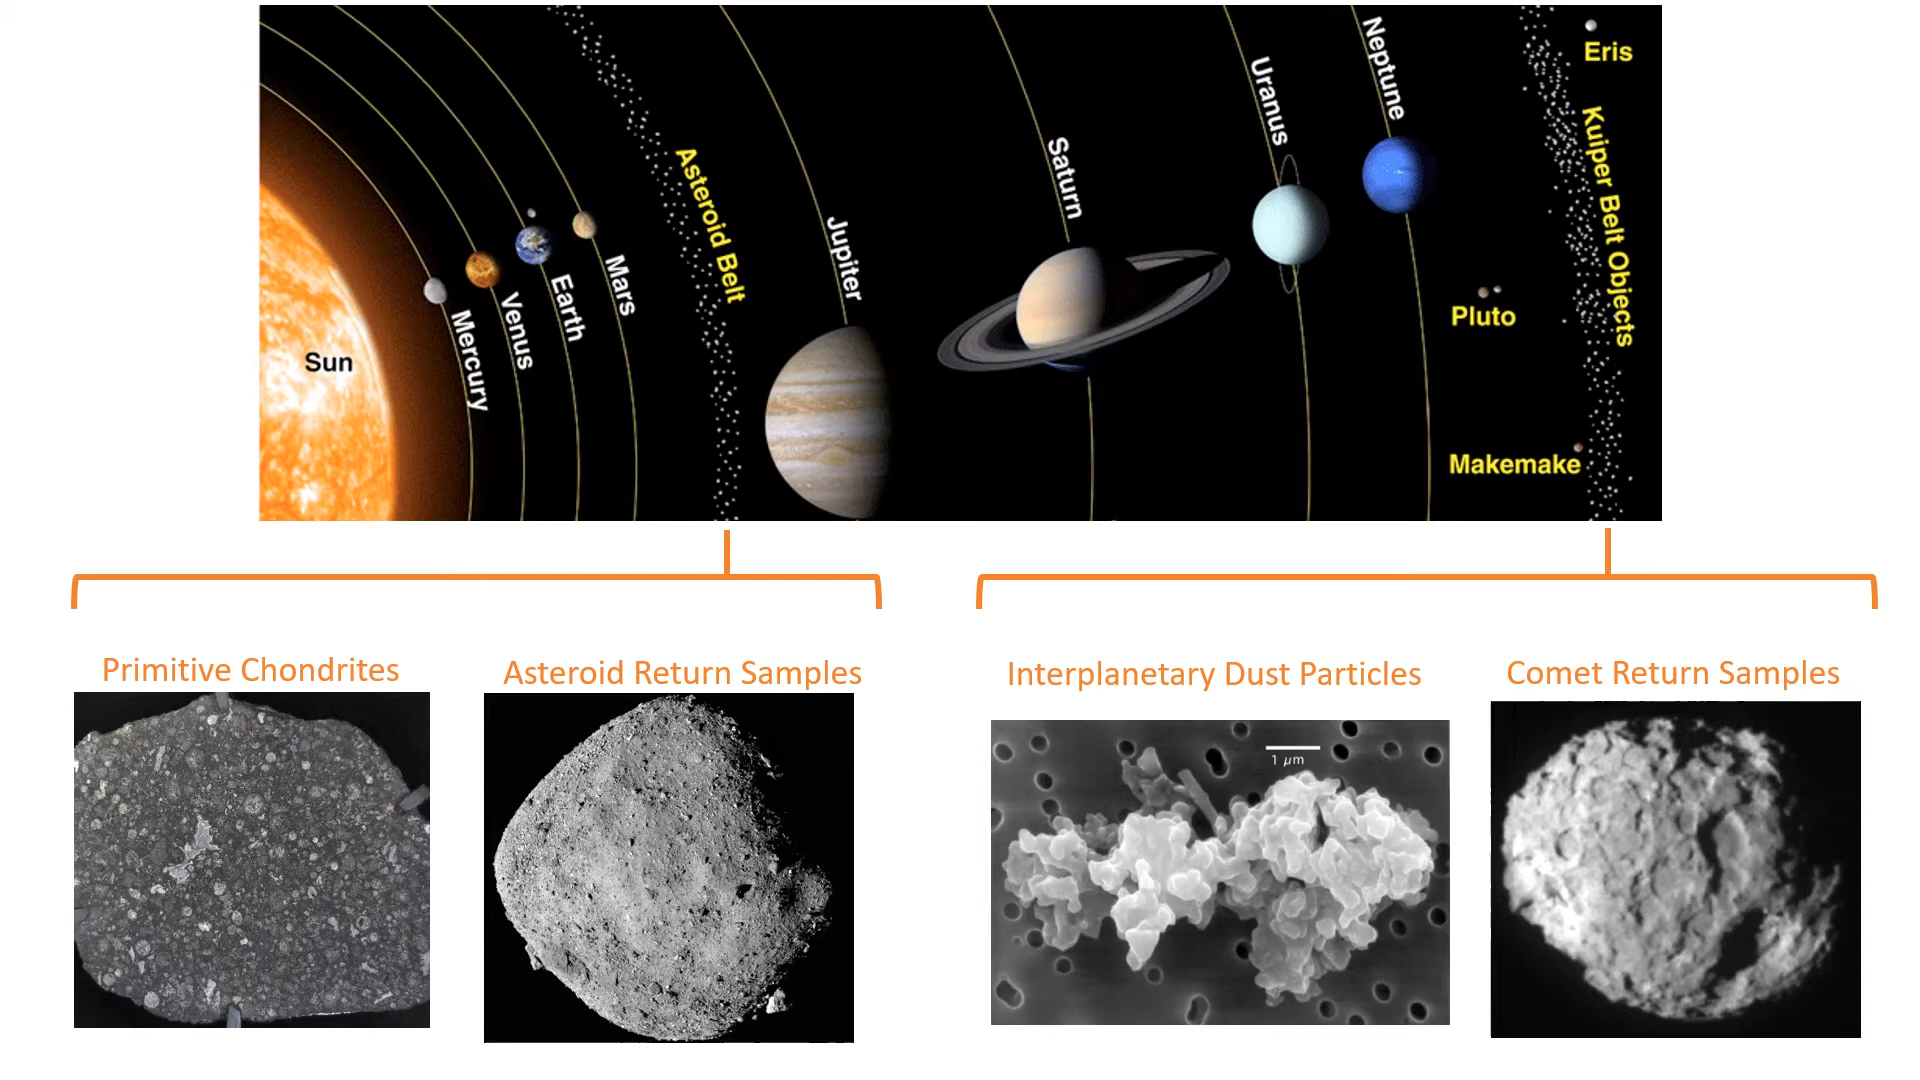 Sun
Mercury
Venus
Earth
Mars
Asteroid Belt
Jupiter
Saturn
Uranus
Neptune
Pluto
Makemake
Eris
Kuiper Belt Objects
Primitive Chondrites
Asteroid Return Samples
Interplanetary Dust Particles
1 μm
Comet Return Samples